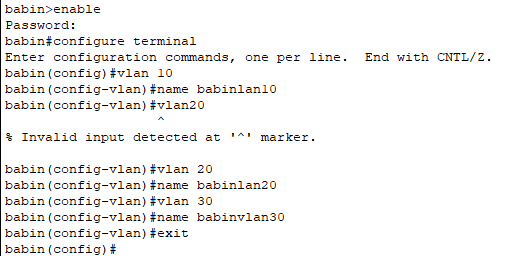 babin>enable
Password:
babin#configure terminal
Enter configuration commands, one per line.  End with CNTL/Z.
babin(config)#vlan 10
babin(config-vlan)#name babinlan10
babin(config-vlan)#vlan20
                      ^
% Invalid input detected at '^' marker.

babin(config-vlan)#vlan 20
babin(config-vlan)#name babinlan20
babin(config-vlan)#vlan 30
babin(config-vlan)#name babinvlan30
babin(config-vlan)#exit
babin(config)#